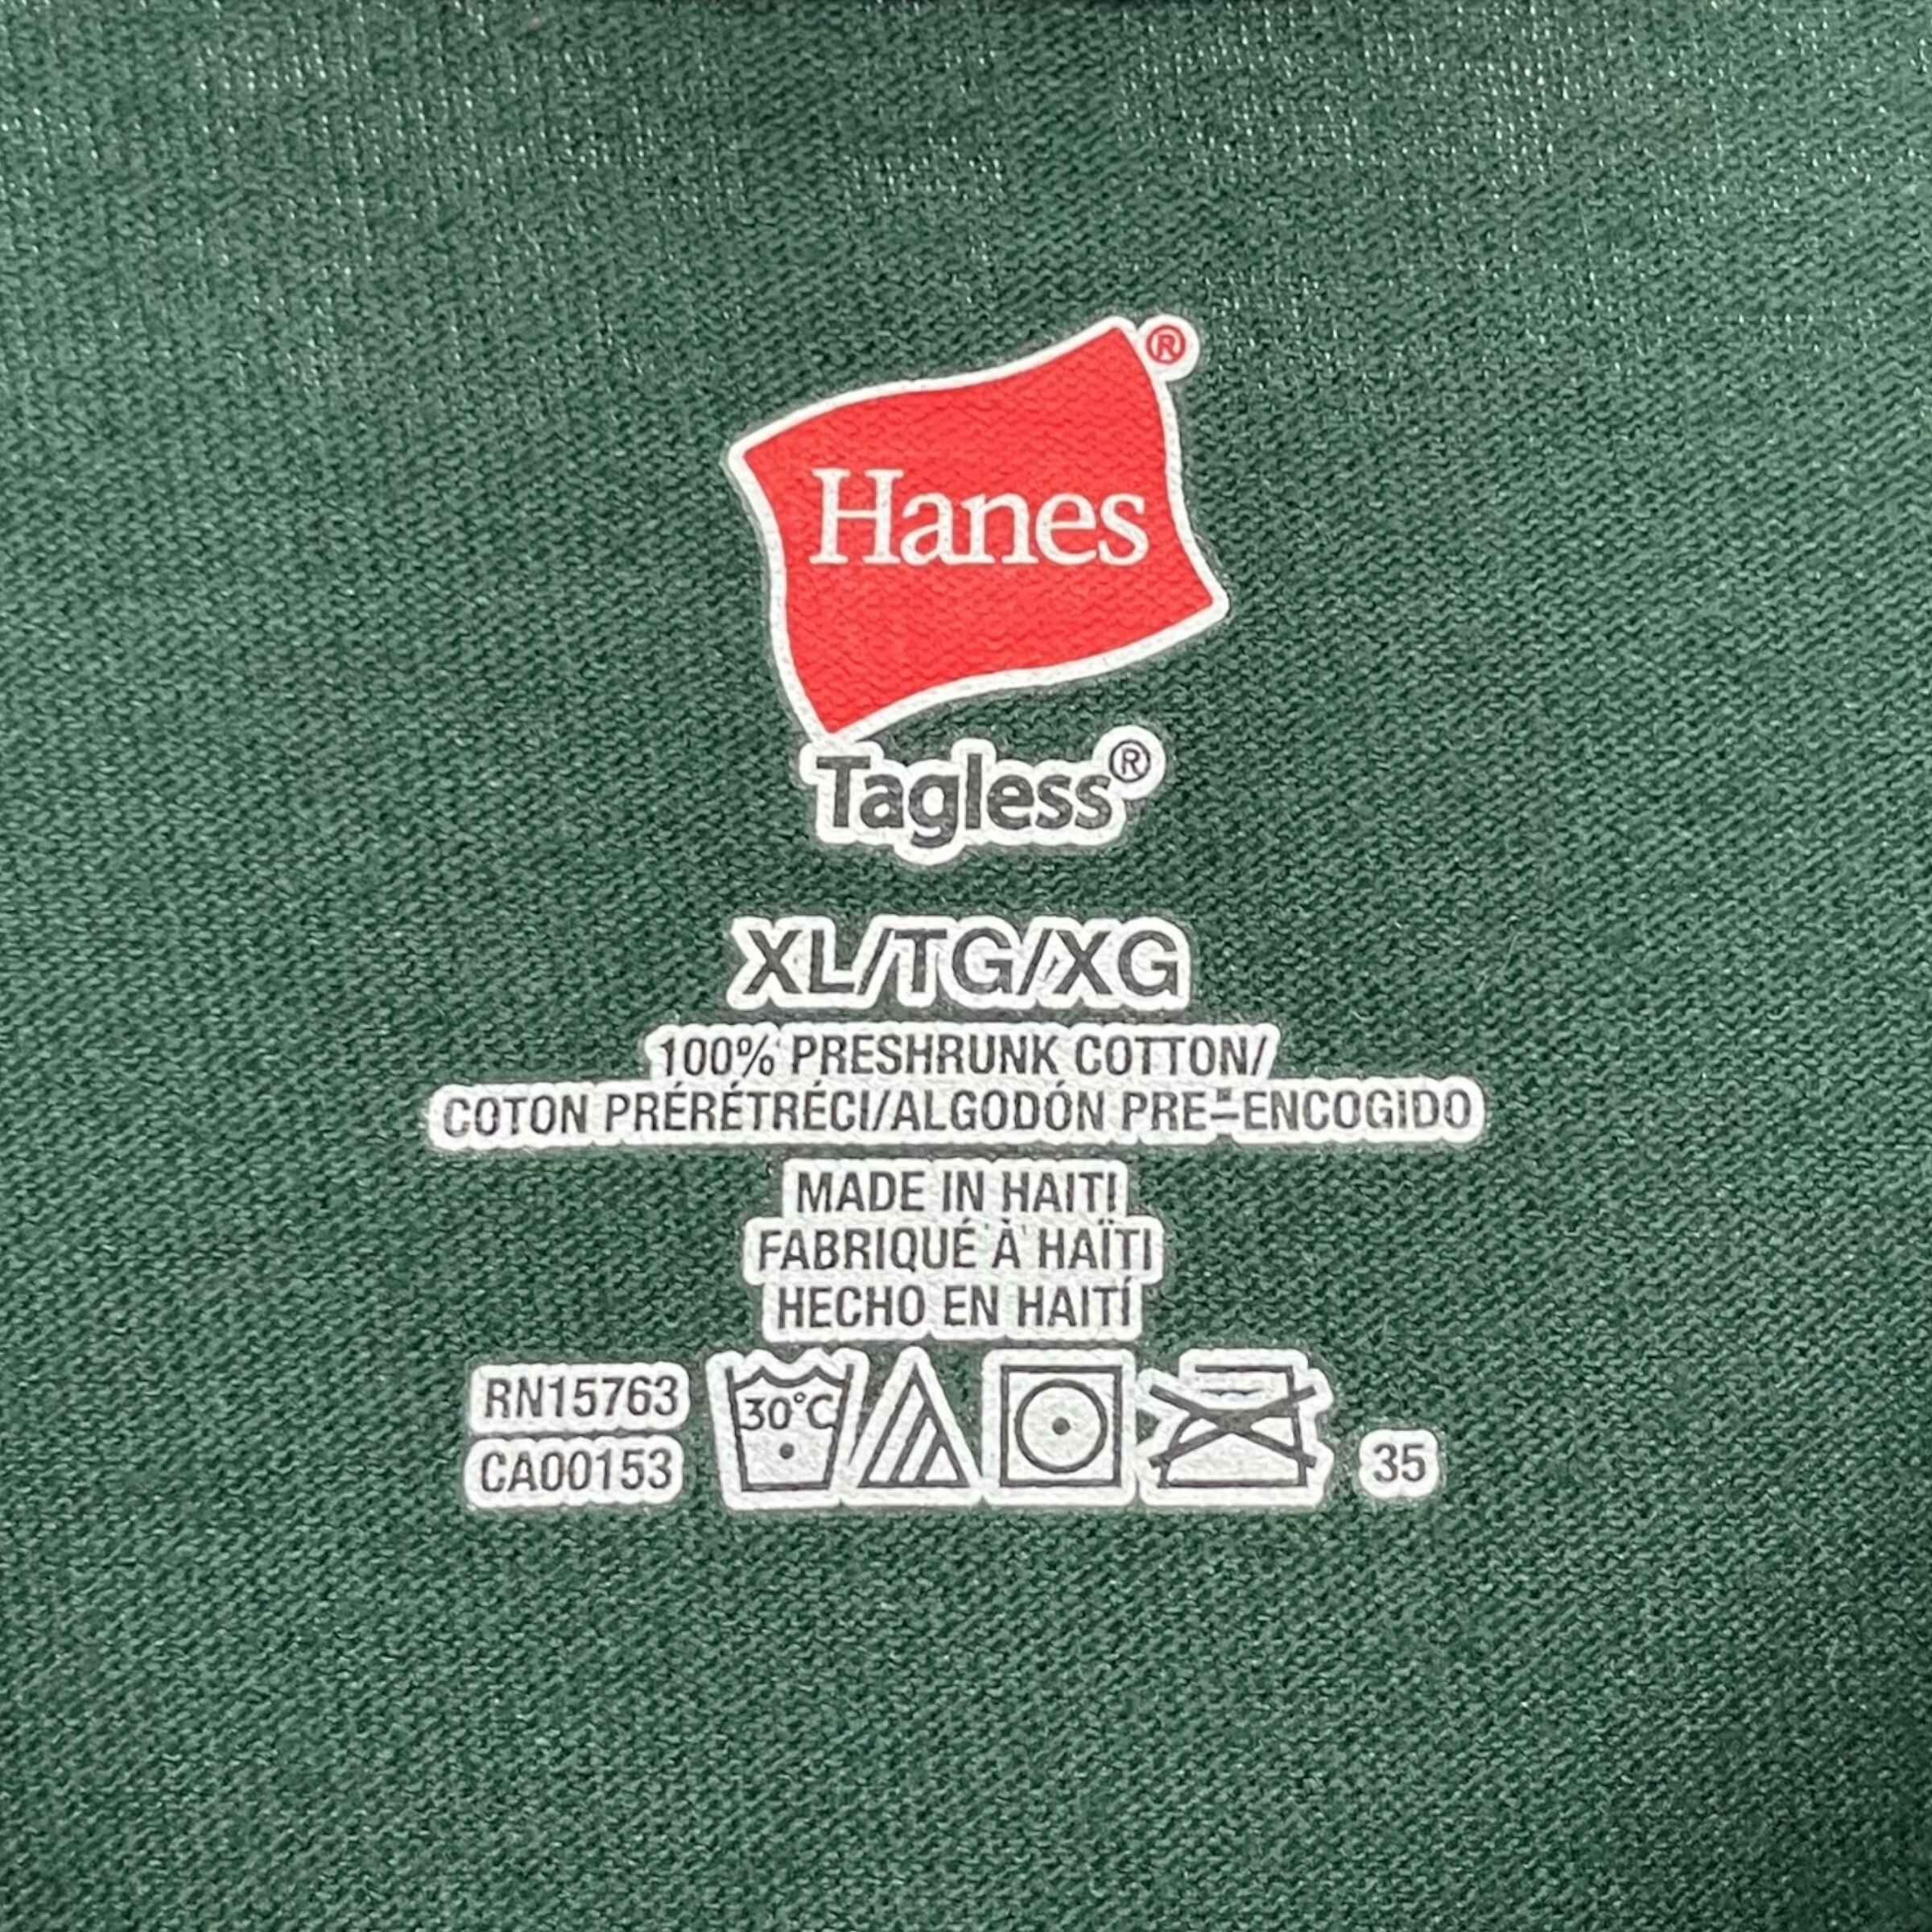 ®
Hanes
Tagless®
XL/TG/XG
100% PRESHRUNK COTTON/
COTON PRÉRÉTRÉCI/ALGODÓN PRE-ENCOGIDO
MADE IN HAITI
FABRIQUÉ À HAÏTI
HECHO EN HAITÍ
RN15763
CA00153
30°C
35